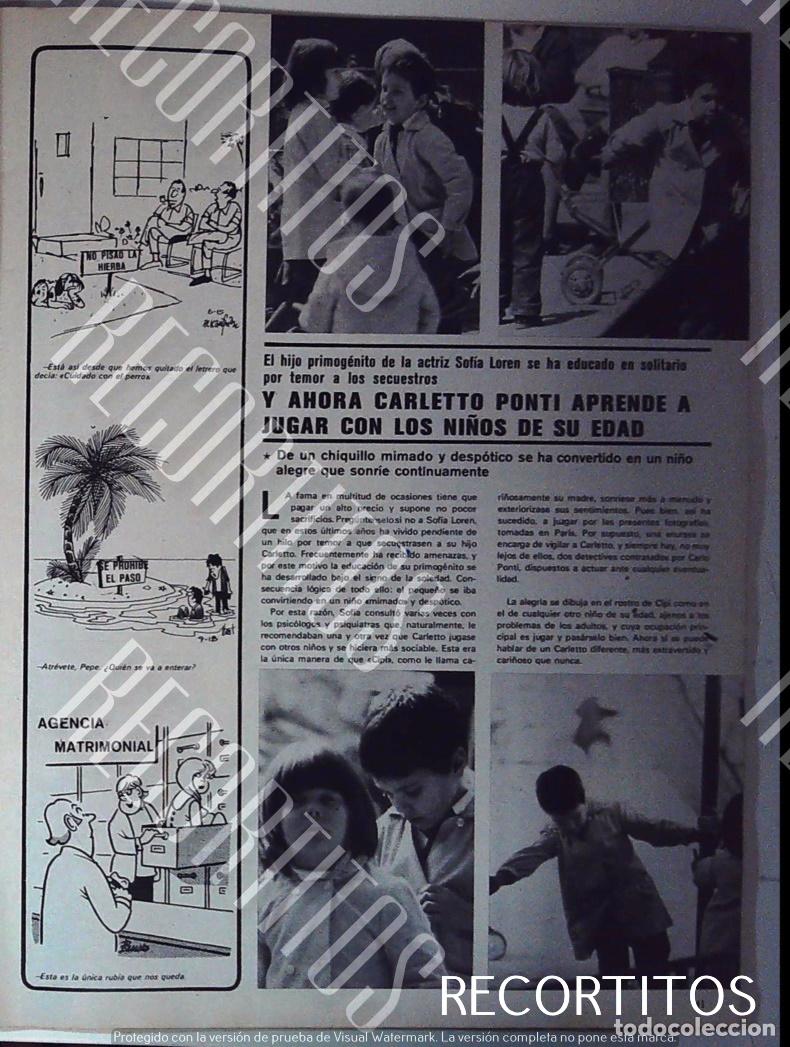 NO PISAD LA
HIERBA
—Está así desde que hemos quitado el letrero que
decía: «Cuidado con el perro».
SE PROHIBE
EL PASO
—Atrévete, Pepe. ¿Quién se va a enterar?
AGENCIA
MATRIMONIAL
—Esta es la única rubia que nos queda.
El hijo primogénito de la actriz Sofía Loren se ha educado en solitario
por temor a los secuestros
Y AHORA CARLETTO PONTI APRENDE A
JUGAR CON LOS NIÑOS DE SU EDAD
★ De un chiquillo mimado y despótico se ha convertido en un niño
alegre que sonríe continuamente
LA fama en multitud de ocasiones tiene que
pagar un alto precio y supone no pocos
sacrificios. Pregúntenselo si no a Sofía Loren,
que en estos últimos años ha vivido pendiente de
un hilo por temor a que secuestrasen a su hijo
Carletto. Frecuentemente ha recibido amenazas, y
por este motivo la educación de su primogénito se
ha desarrollado bajo el signo de la soledad. Con-
secuencia lógica de todo ello: el pequeño se iba
convirtiendo en un niño «mimado» y despótico.
Por esta razón, Sofía consultó varias veces con
los psicólogos y psiquiatras que, naturalmente, le
recomendaban una y otra vez que Carletto jugase
con otros niños y se hiciera más sociable. Esta era
la única manera de que «Cipi», como le llama ca-
riñosamente su madre, sonriese más a menudo y
exteriorizase sus sentimientos. Pues bien, así ha
sucedido, a juzgar por las presentes fotografías,
tomadas en París. Por supuesto, una nurse se
encarga de vigilar a Carletto, y siempre hay, no muy
lejos de ellos, dos detectives contratados por Carlo
Ponti, dispuestos a actuar ante cualquier eventua-
lidad.
La alegría se dibuja en el rostro de Cipi como en
el de cualquier otro niño de su edad, ajenos a los
problemas de los adultos, y cuya ocupación prin-
cipal es jugar y pasárselo bien. Ahora sí se puede
hablar de un Carletto diferente, más extravertido y
cariñoso que nunca.
RECORTITOS
RECORTITOS
RECORTITOS
RECORTITOS
todocoleccion
Protegido con la versión de prueba de Visual Watermark. La versión completa no pone esta marca.